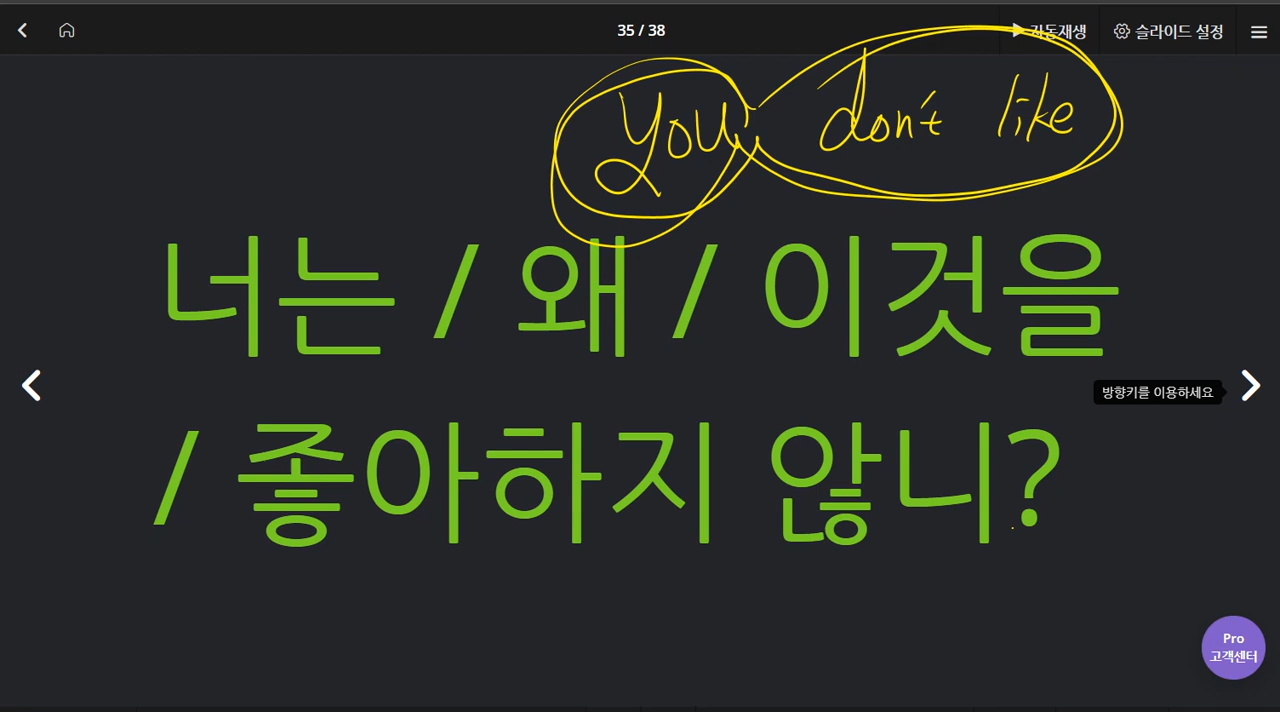 35 / 38
자동재생
슬라이드 설정
You don't like
너는 / 왜 / 이것을
/ 좋아하지 않니?
방향키를 이용하세요
Pro
고객센터